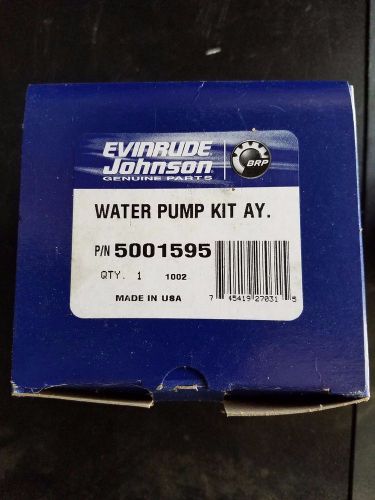 EVINRUDE
Johnson
GENUINE PARTS
BRP
WATER PUMP KIT AY.
P/N 5001595
QTY. 1 1002
MADE IN USA
7 45419 27031 5